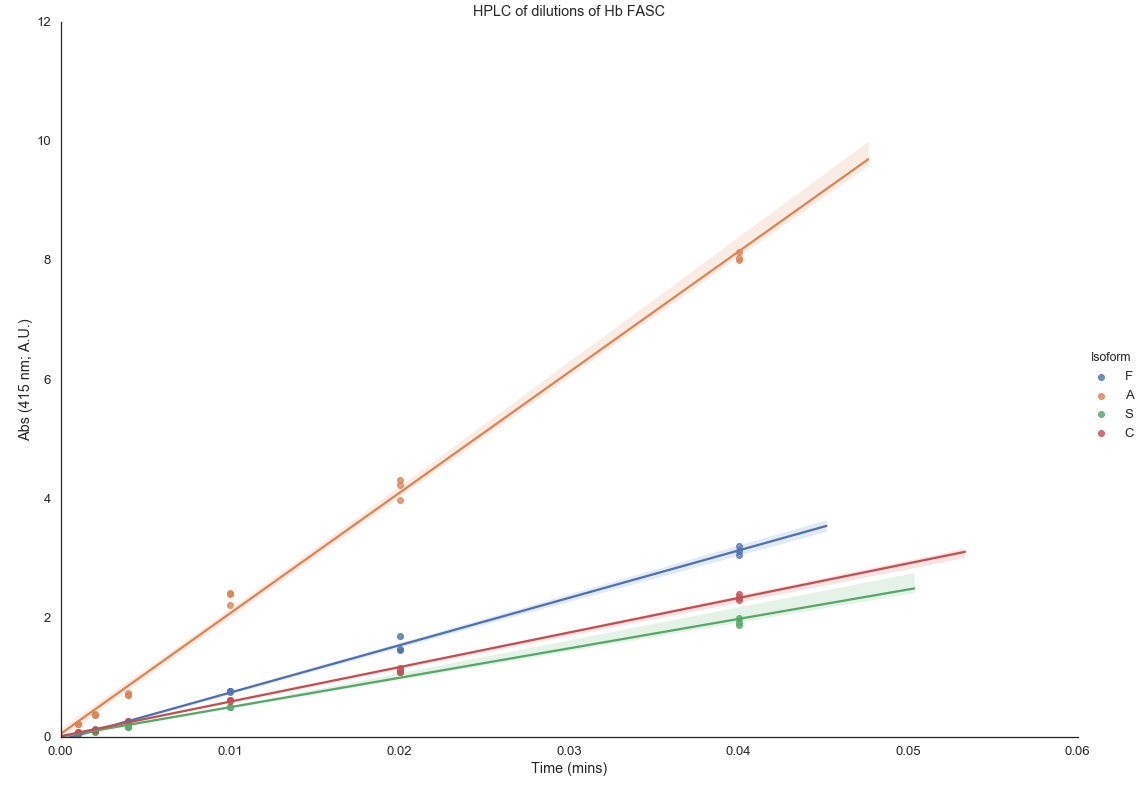 HPLC of dilutions of Hb FASC
12
10
8
6
4
2
0
Abs (415 nm; A.U.)
0.00 0.01 0.02 0.03 0.04 0.05 0.06
Time (mins)
Isoform
F
A
S
C